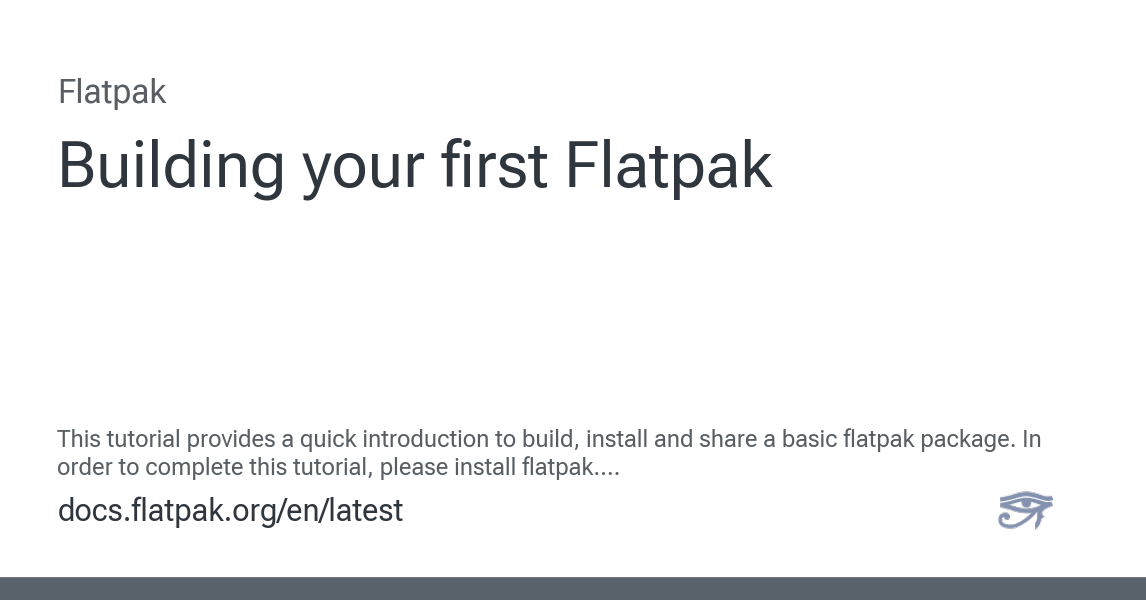 Flatpak
Building your first Flatpak
This tutorial provides a quick introduction to build, install and share a basic flatpak package. In
order to complete this tutorial, please install flatpak....
docs.flatpak.org/en/latest